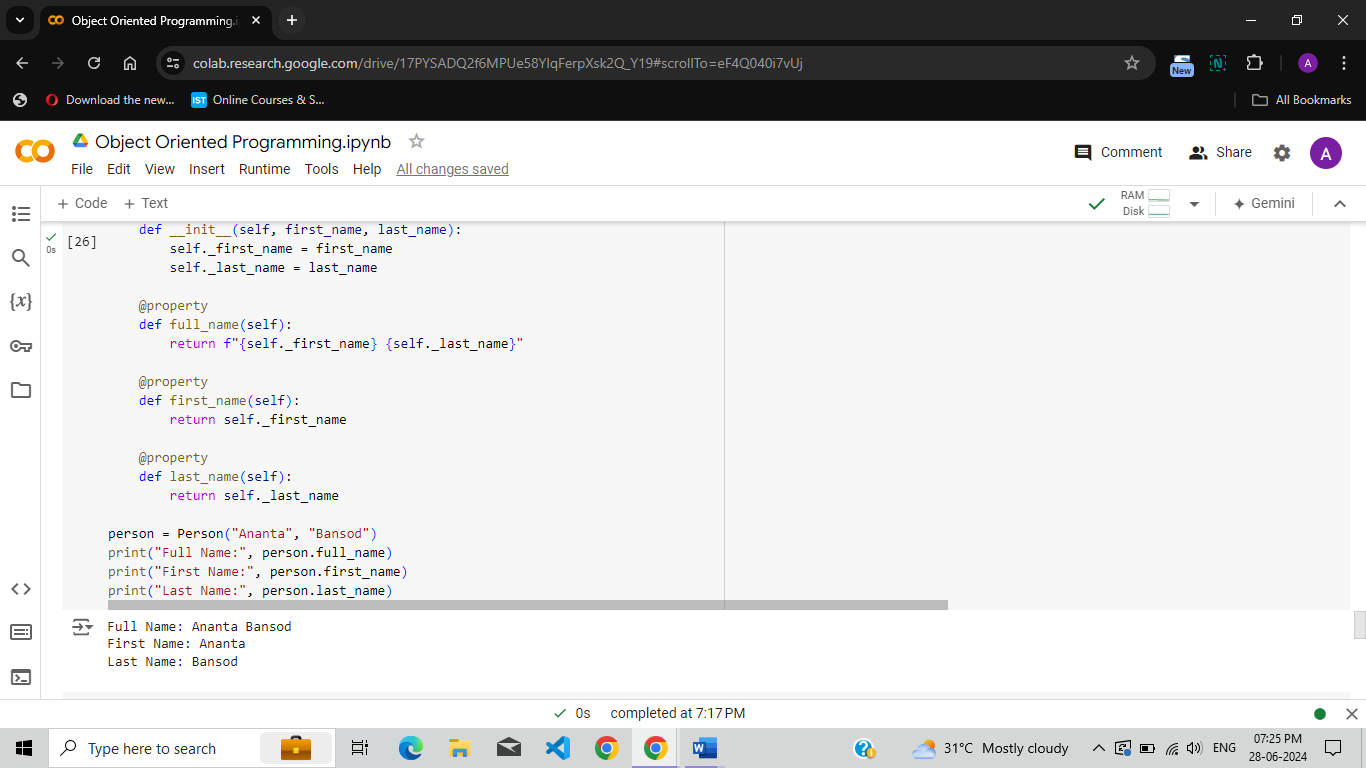 Object Oriented Programming.i
colab.research.google.com/drive/17PYSADQ2f6MPUe58YIqFerpXsk2Q_Y19#scrollTo=eF4Q040i7vUj
New
N
A
Download the new...
IST Online Courses & S...
All Bookmarks
Object Oriented Programming.ipynb
File Edit View Insert Runtime Tools Help All changes saved
Comment
Share
A
+ Code + Text
RAM
Disk
Gemini
0s
[26]
def __init__(self, first_name, last_name):
self._first_name = first_name
self._last_name = last_name
@property
def full_name(self):
return f"{self._first_name} {self._last_name}"
@property
def first_name(self):
return self._first_name
@property
def last_name(self):
return self._last_name
person = Person("Ananta", "Bansod")
print("Full Name:", person.full_name)
print("First Name:", person.first_name)
print("Last Name:", person.last_name)
{x}
Full Name: Ananta Bansod
First Name: Ananta
Last Name: Bansod
0s completed at 7:17 PM
Type here to search
W
31°C Mostly cloudy
ENG
07:25 PM
28-06-2024